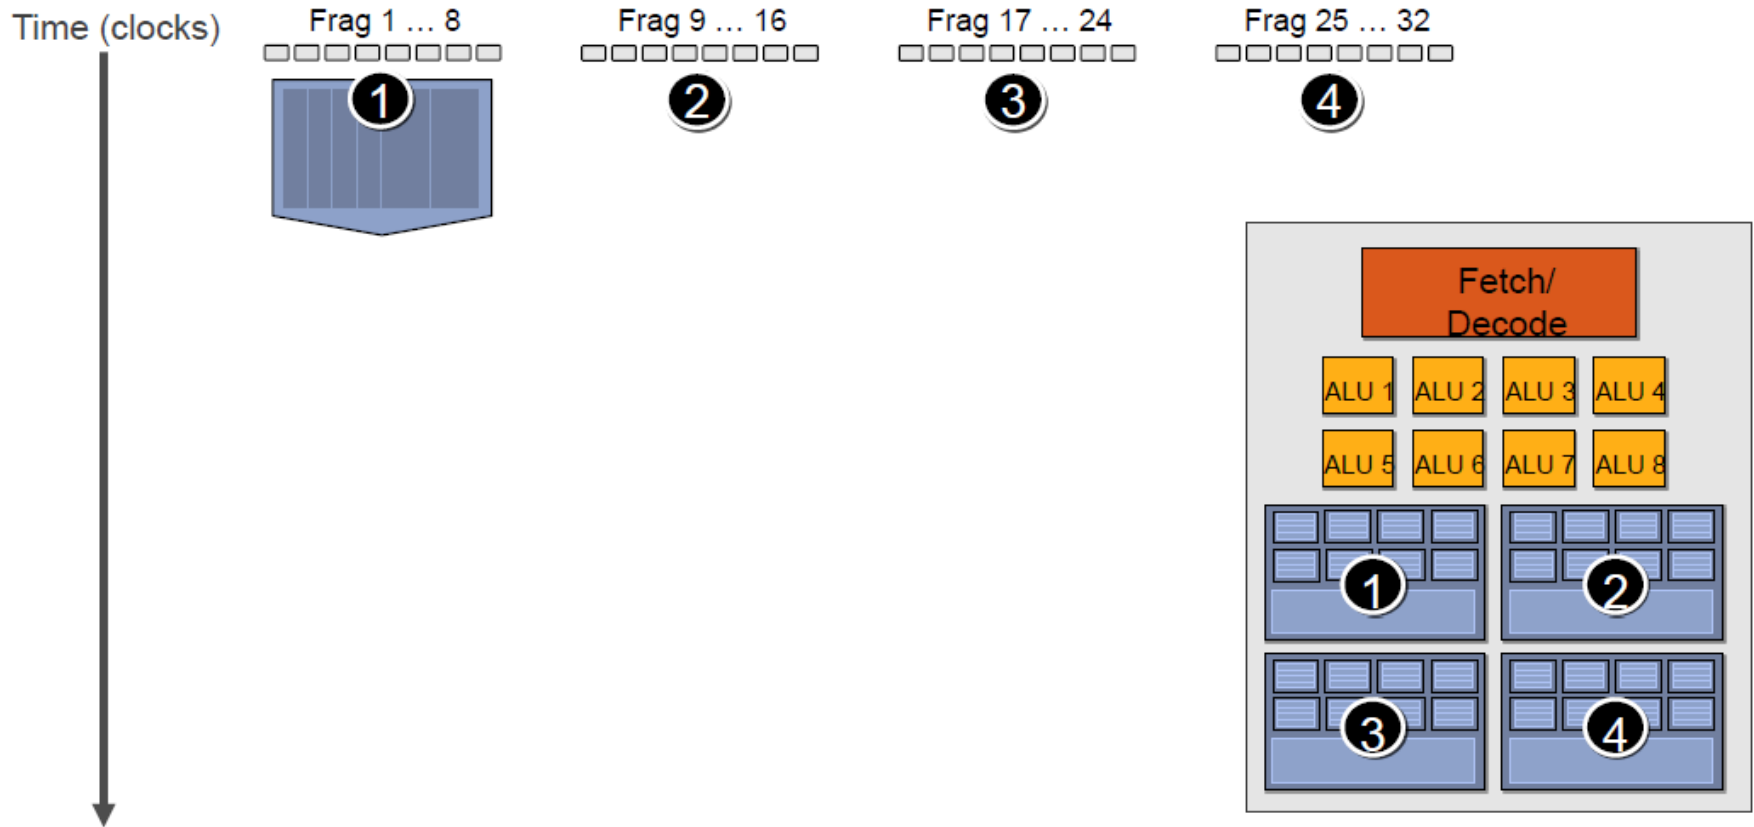 Time (clocks)
Frag 1 … 8
Frag 9 … 16
Frag 17 … 24
Frag 25 … 32
1
2
3
4
Fetch/
Decode
ALU 1
ALU 2
ALU 3
ALU 4
ALU 5
ALU 6
ALU 7
ALU 8
1
2
3
4